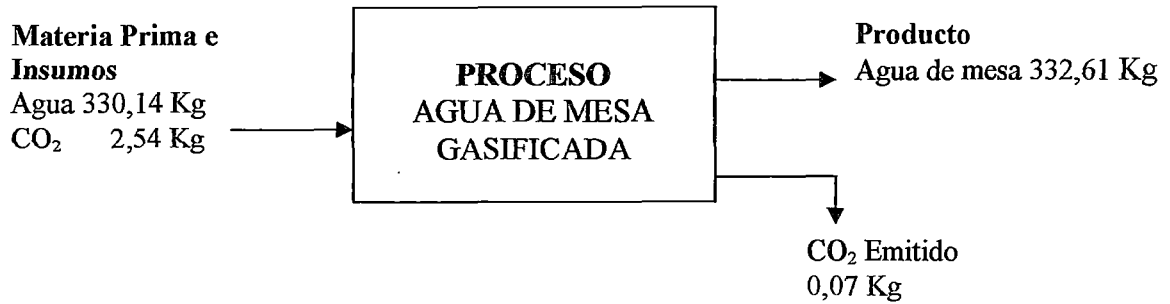 Materia Prima e
Insumos
Agua 330,14 Kg
CO₂ 2,54 Kg
PROCESO
AGUA DE MESA
GASIFICADA
Producto
Agua de mesa 332,61 Kg
CO₂ Emitido
0,07 Kg